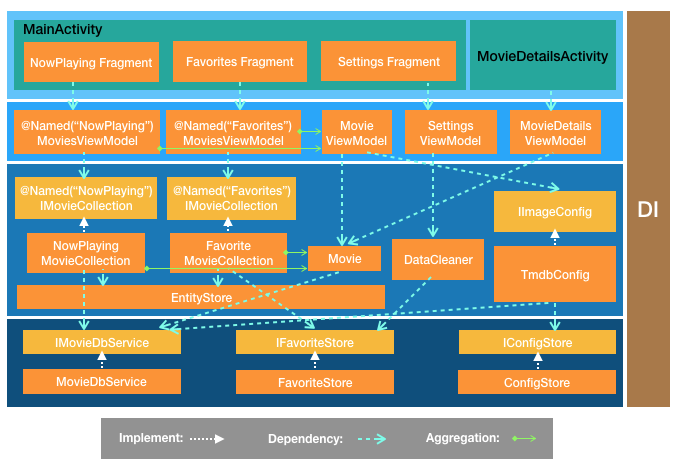 MainActivity
NowPlaying Fragment
Favorites Fragment
Settings Fragment
MovieDetailsActivity
@Named("NowPlaying")
MoviesViewModel
@Named("Favorites")
MoviesViewModel
Movie
ViewModel
Settings
ViewModel
MovieDetails
ViewModel
@Named("NowPlaying")
IMovieCollection
@Named("Favorites")
IMovieCollection
IImageConfig
DI
NowPlaying
MovieCollection
Favorite
MovieCollection
Movie
DataCleaner
TmdbConfig
EntityStore
IMovieDbService
IFavoriteStore
IConfigStore
MovieDbService
FavoriteStore
ConfigStore
Implement:
Dependency:
Aggregation: